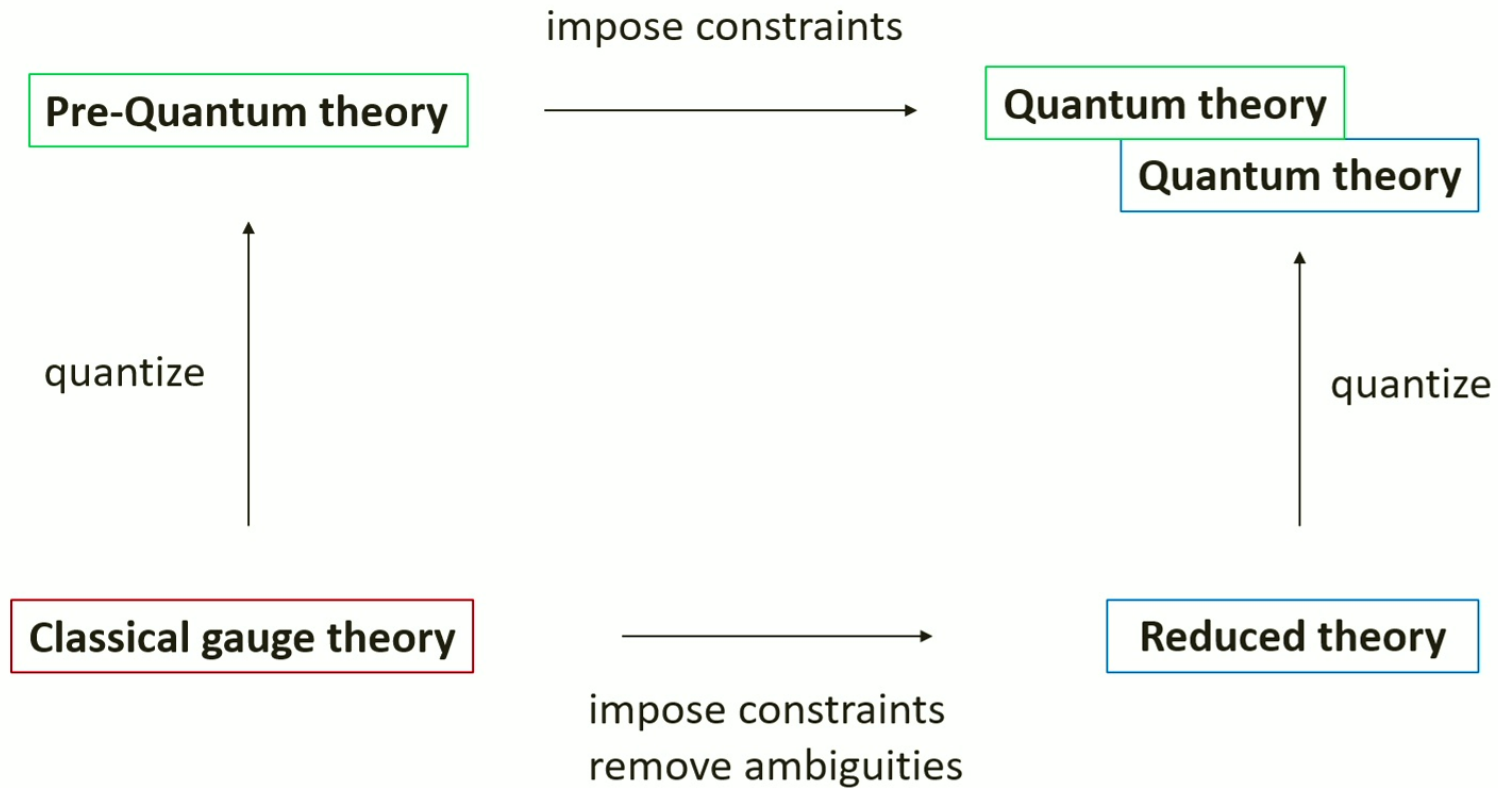 impose constraints
Pre-Quantum theory
Quantum theory
Quantum theory
quantize
quantize
Classical gauge theory
Reduced theory
impose constraints
remove ambiguities